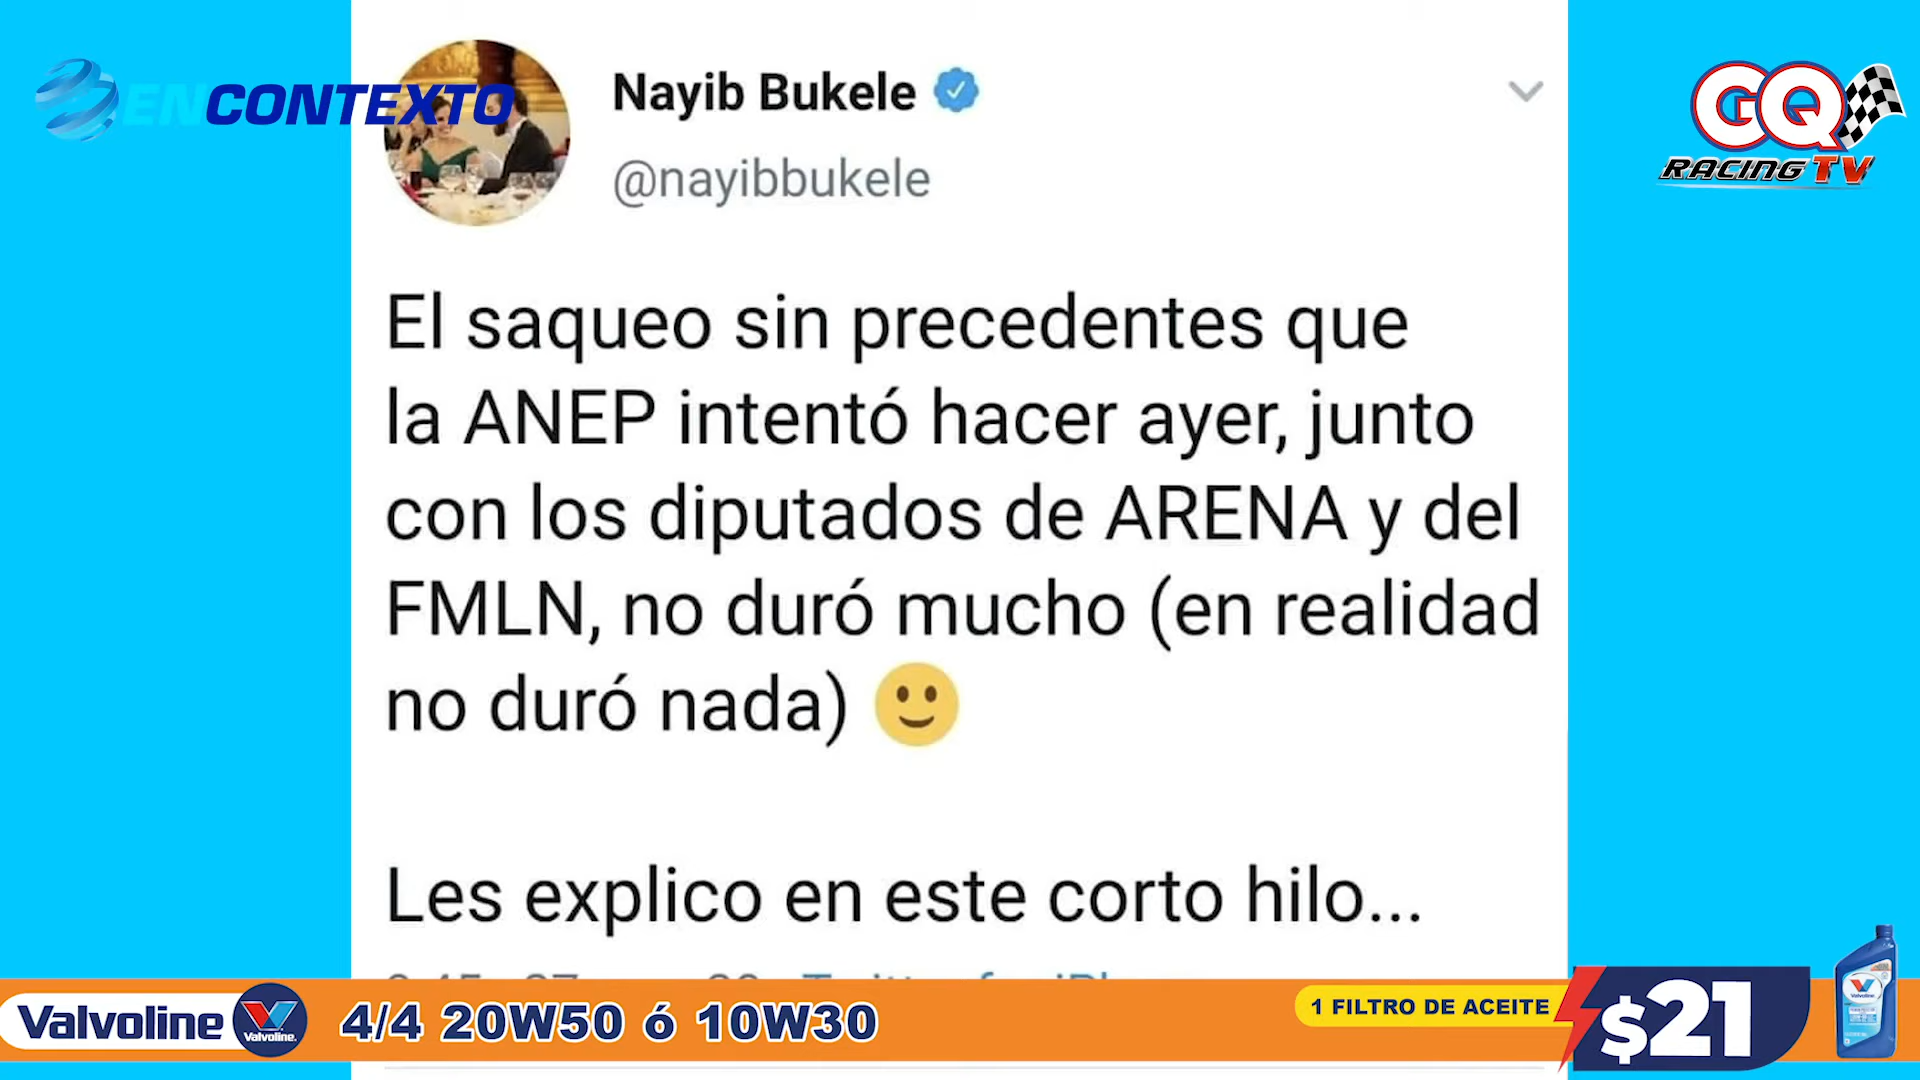 ENCONTEXTO
Nayib Bukele
@nayibbukele
GQ
RACING TV
El saqueo sin precedentes que
la ANEP intentó hacer ayer, junto
con los diputados de ARENA y del
FMLN, no duró mucho (en realidad
no duró nada) 🙂
Les explico en este corto hilo...
Valvoline
Valvoline.
4/4 20W50 ó 10W30
1 FILTRO DE ACEITE
$21
Valvoline